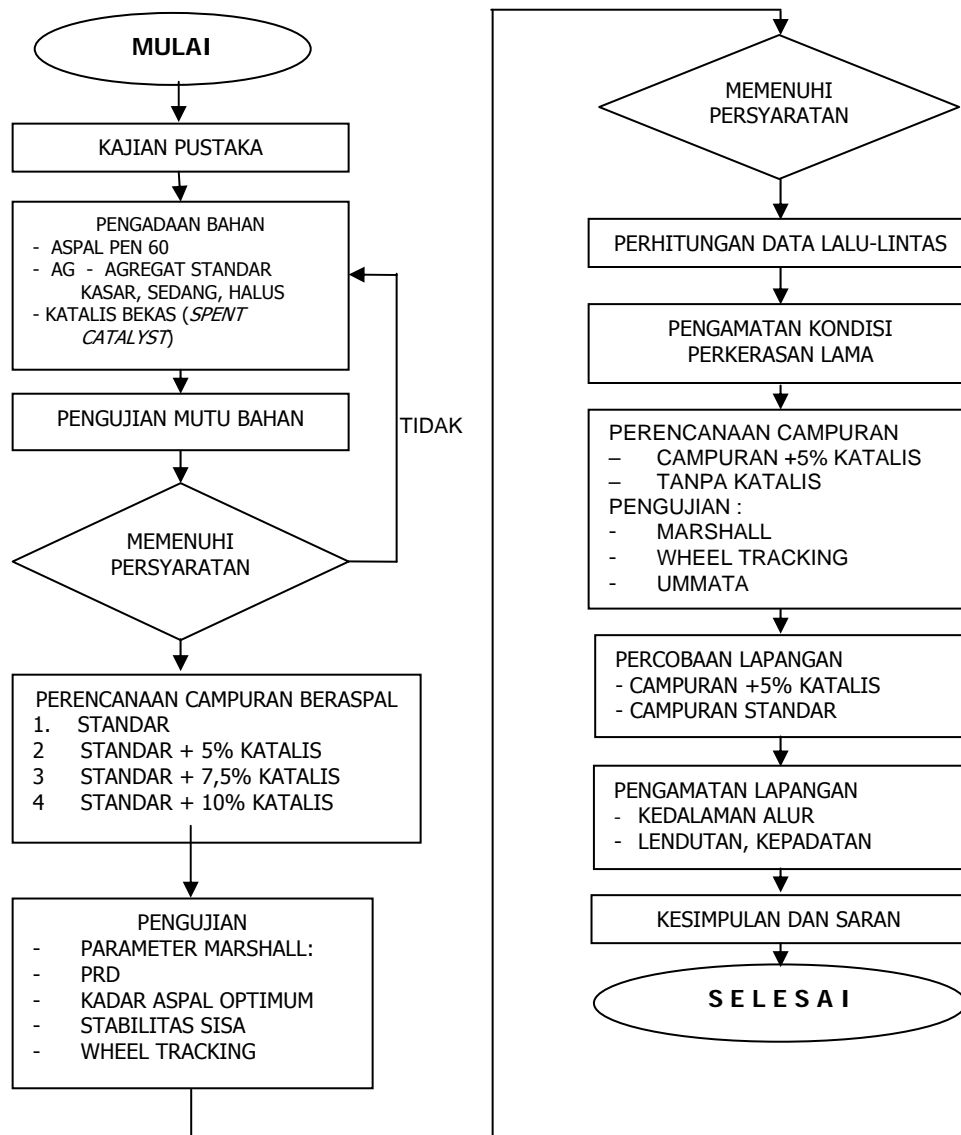 MULAI
KAJIAN PUSTAKA
PENGADAAN BAHAN
- ASPAL PEN 60
- AG - AGREGAT STANDAR
KASAR, SEDANG, HALUS
- KATALIS BEKAS (SPENT
CATALYST)
PENGUJIAN MUTU BAHAN
TIDAK
MEMENUHI
PERSYARATAN
PERENCANAAN CAMPURAN BERASPAL
1. STANDAR
2 STANDAR + 5% KATALIS
3 STANDAR + 7,5% KATALIS
4 STANDAR + 10% KATALIS
PENGUJIAN
- PARAMETER MARSHALL:
- PRD
- KADAR ASPAL OPTIMUM
- STABILITAS SISA
- WHEEL TRACKING
MEMENUHI
PERSYARATAN
PERHITUNGAN DATA LALU-LINTAS
PENGAMATAN KONDISI
PERKERASAN LAMA
PERENCANAAN CAMPURAN
– CAMPURAN +5% KATALIS
– TANPA KATALIS
PENGUJIAN :
- MARSHALL
- WHEEL TRACKING
- UMMATA
PERCOBAAN LAPANGAN
- CAMPURAN +5% KATALIS
- CAMPURAN STANDAR
PENGAMATAN LAPANGAN
- KEDALAMAN ALUR
- LENDUTAN, KEPADATAN
KESIMPULAN DAN SARAN
S E L E S A I